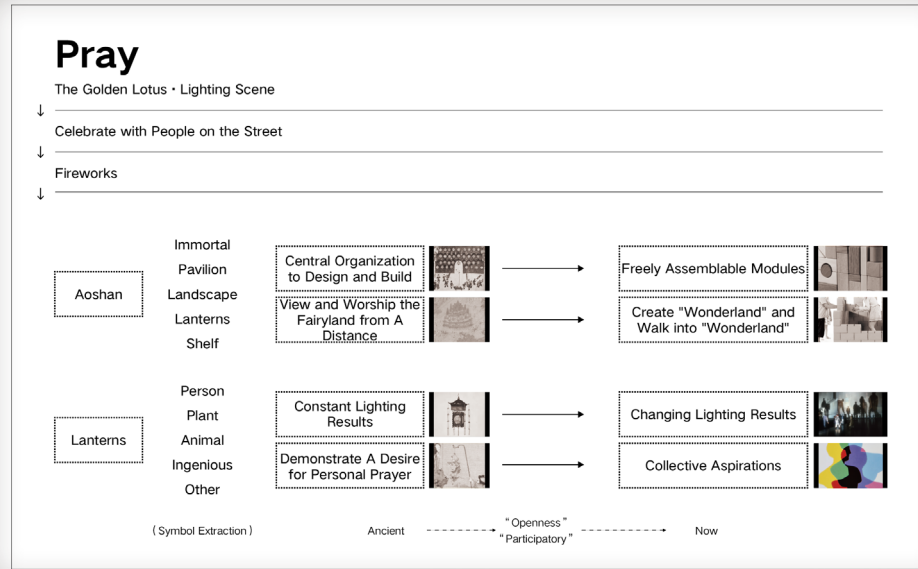 Pray
The Golden Lotus · Lighting Scene
Celebrate with People on the Street
Fireworks
Aoshan
Immortal
Pavilion
Landscape
Lanterns
Shelf
Central Organization
to Design and Build
Freely Assemblable Modules
View and Worship the
Fairyland from A
Distance
Create "Wonderland" and
Walk into "Wonderland"
Lanterns
Person
Plant
Animal
Ingenious
Other
Constant Lighting
Results
Changing Lighting Results
Demonstrate A Desire
for Personal Prayer
Collective Aspirations
(Symbol Extraction)
Ancient
“Openness”
“Participatory”
Now